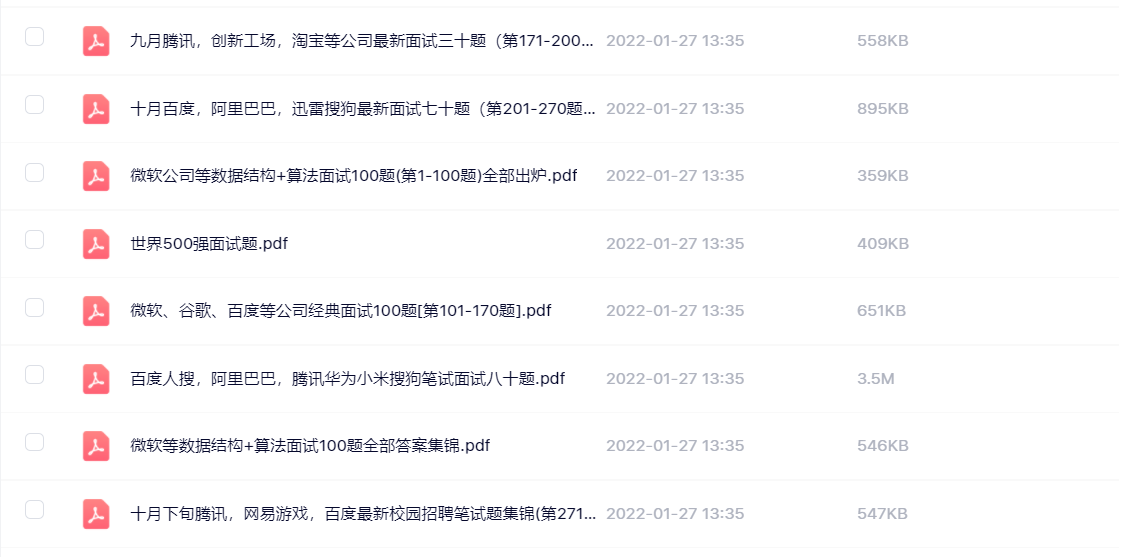 九月腾讯，创新工场，淘宝等公司最新面试三十题（第171-200... 2022-01-27 13:35 558KB
十月百度，阿里巴巴，迅雷搜狗最新面试七十题（第201-270题... 2022-01-27 13:35 895KB
微软公司等数据结构+算法面试100题(第1-100题)全部出炉.pdf 2022-01-27 13:35 359KB
世界500强面试题.pdf 2022-01-27 13:35 409KB
微软、谷歌、百度等公司经典面试100题[第101-170题].pdf 2022-01-27 13:35 651KB
百度人搜，阿里巴巴，腾讯华为小米搜狗笔试面试八十题.pdf 2022-01-27 13:35 3.5M
微软等数据结构+算法面试100题全部答案集锦.pdf 2022-01-27 13:35 546KB
十月下旬腾讯，网易游戏，百度最新校园招聘笔试题集锦(第271... 2022-01-27 13:35 547KB